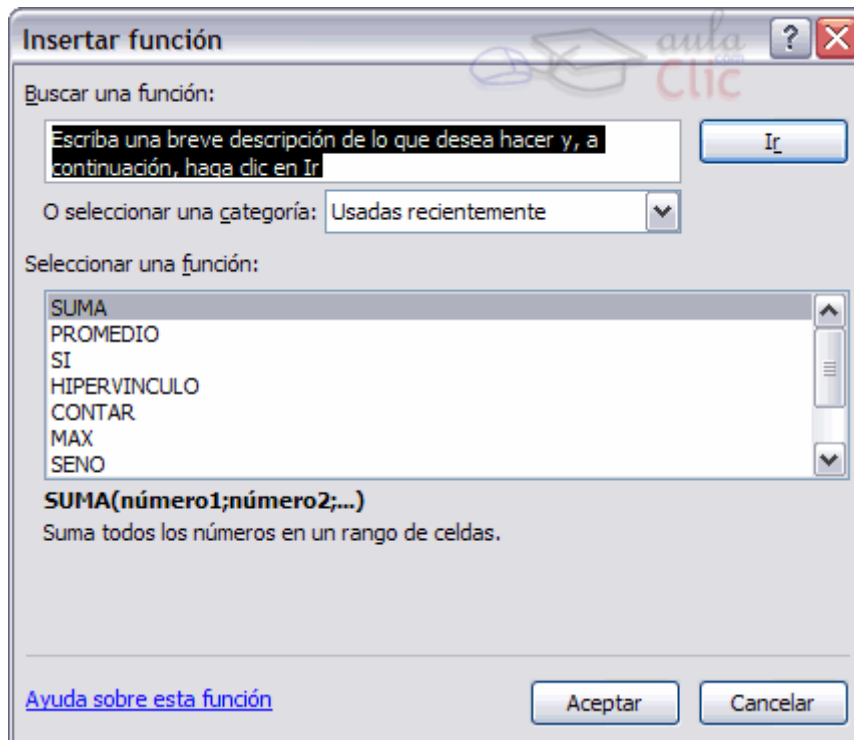 Insertar función
aula
.com
Clic
?
Buscar una función:
Escriba una breve descripción de lo que desea hacer y, a
continuación, haga clic en Ir
Ir
O seleccionar una categoría: Usadas recientemente
Seleccionar una función:
SUMA
PROMEDIO
SI
HIPERVINCULO
CONTAR
MAX
SENO
SUMA(número1;número2;...)
Suma todos los números en un rango de celdas.
Ayuda sobre esta función
Aceptar
Cancelar